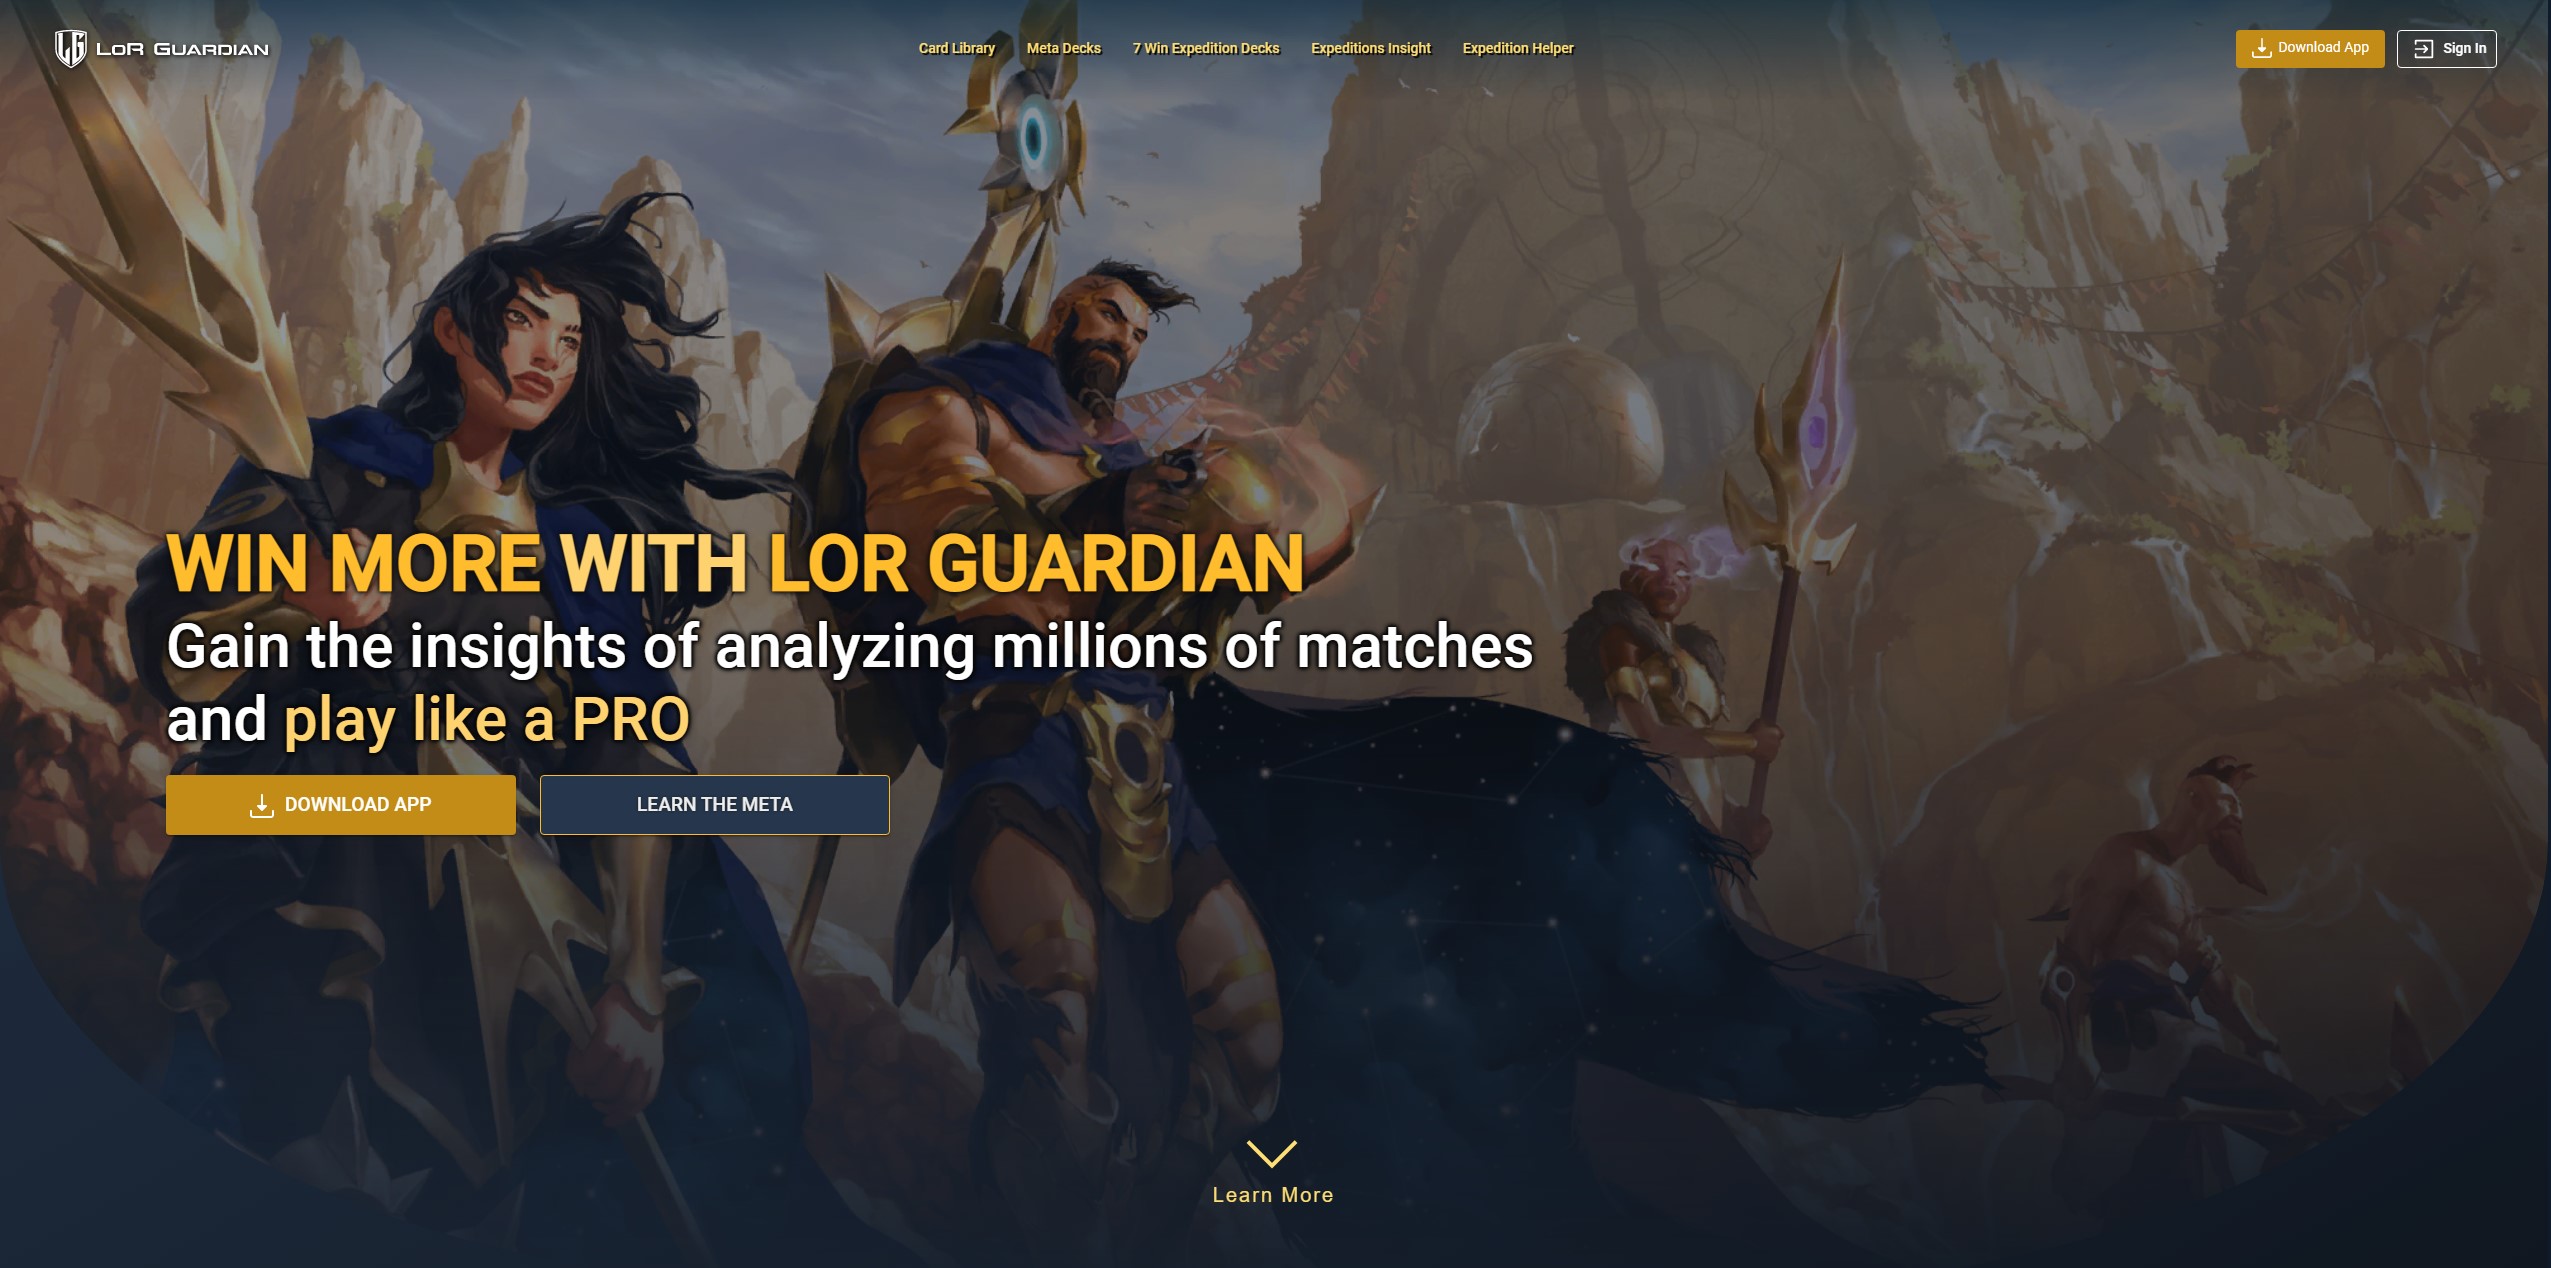 LoR Guardian
Card Library
Meta Decks
7 Win Expedition Decks
Expeditions Insight
Expedition Helper
Download App
Sign In
WIN MORE WITH LOR GUARDIAN
Gain the insights of analyzing millions of matches
and play like a PRO
DOWNLOAD APP
LEARN THE META
Learn More